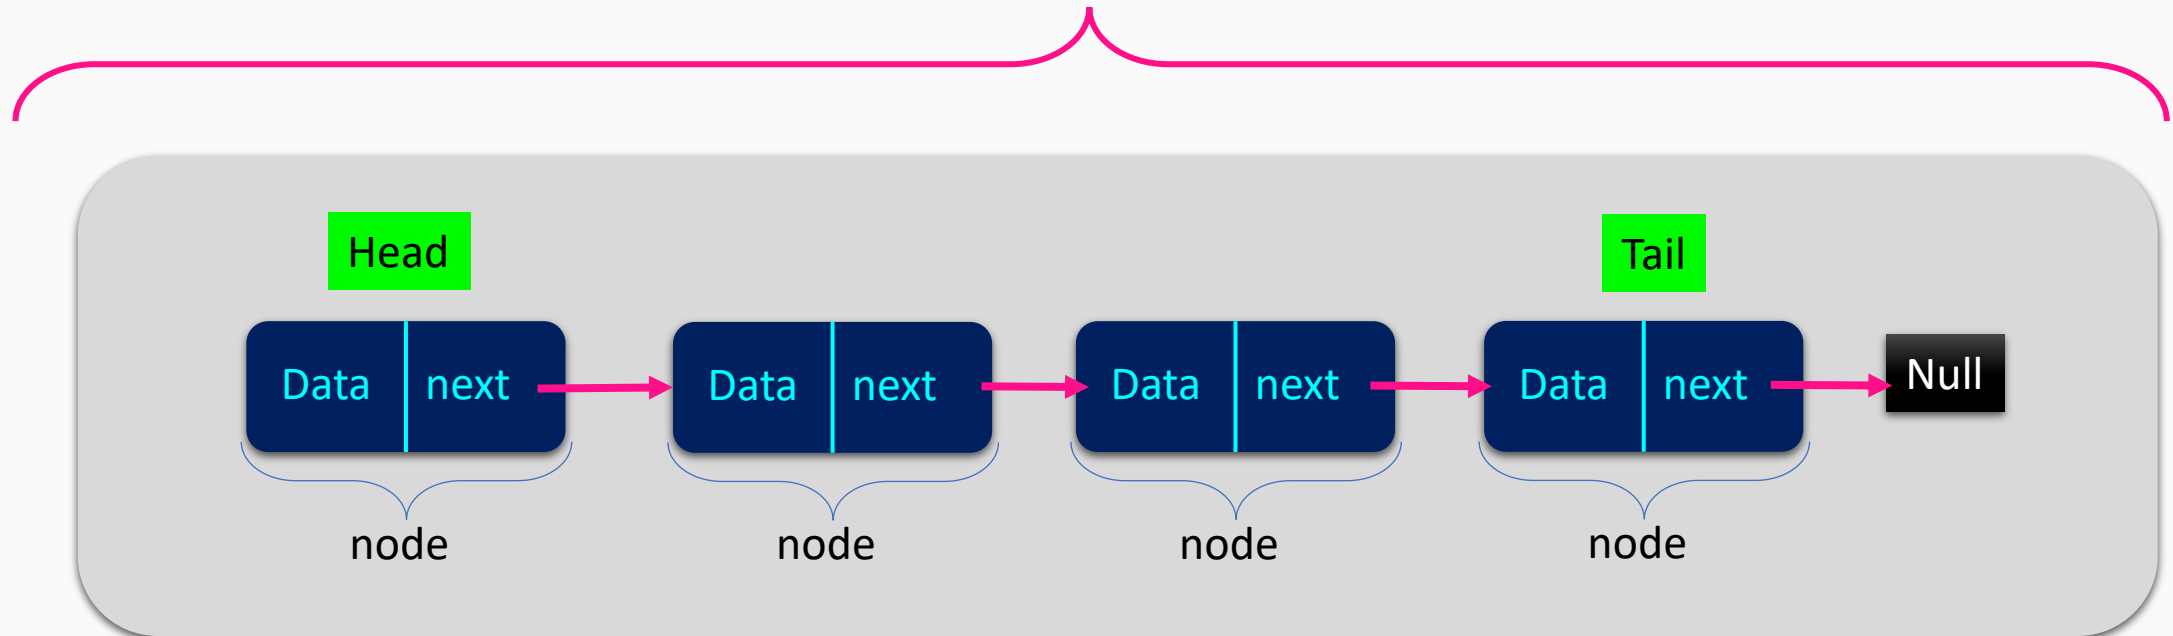 Head
Tail
Data next
Data next
Data next
Data next
Null
node
node
node
node